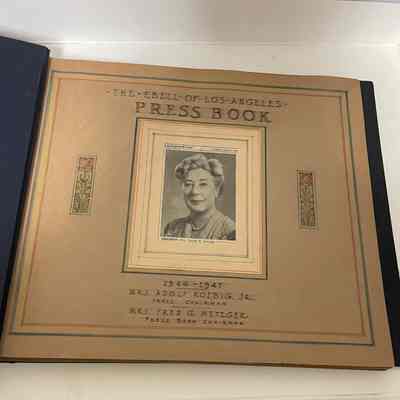 ·THE·EBELL·OF·LOS·ANGELES·
PRESS BOOK
1946-1947
MRS. ADOLF KOEBIG, JR.
PRESS CHAIRMAN
MRS. FRED G. METZGER
PRESS BOOK CHAIRMAN